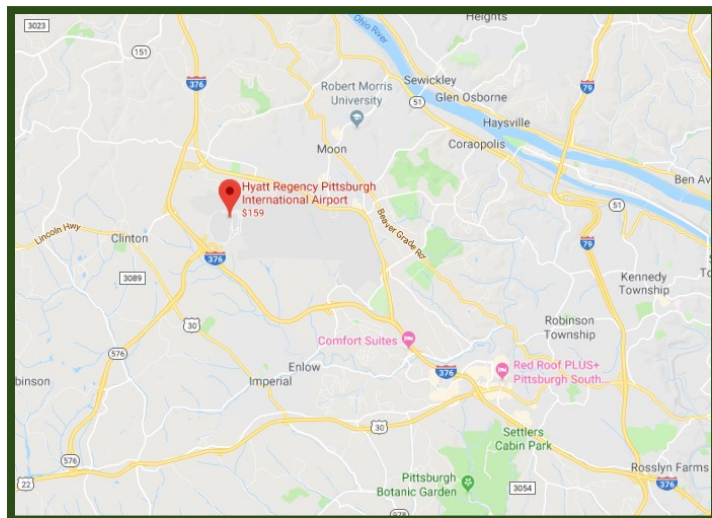 Heights
3023
Ohio River
151
376
Robert Morris
University
Sewickley
79
51
Glen Osborne
Haysville
Moon
Coraopolis
Ben Av
Hyatt Regency Pittsburgh
International Airport
$159
51
Beaver Grade Rd
Lincoln Hwy
Clinton
376
79
3089
Kennedy
Township
30
Robinson
Township
Comfort Suites
576
Enlow
Red Roof PLUS+
Pittsburgh South...
376
binson
Imperial
30
Settlers
Cabin Park
576
Rosslyn Farms
22
Pittsburgh
Botanic Garden
3054
376
978